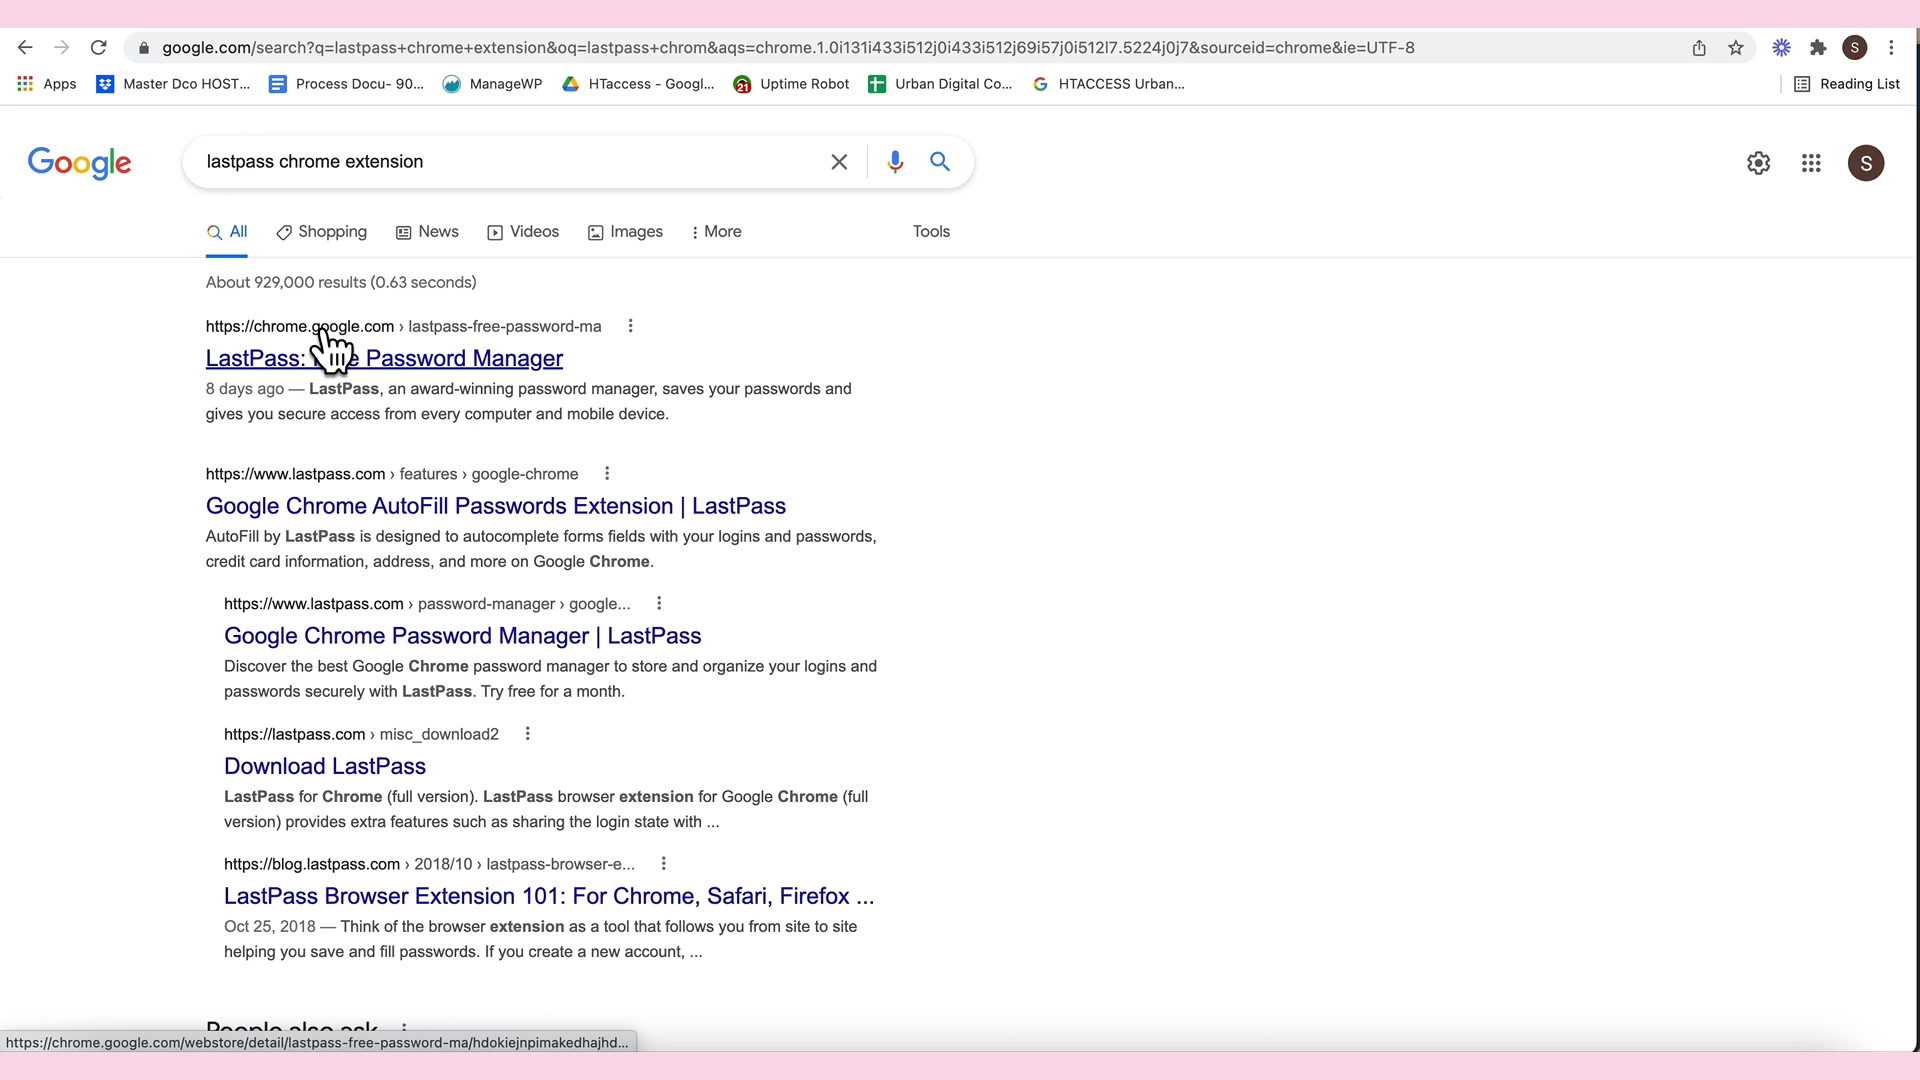 google.com/search?q=lastpass+chrome+extension&oq=lastpass+chrom&aqs=chrome.1.0i131i433i512j0i433i512j69i57j0i512l7.5224j0j7&sourceid=chrome&ie=UTF-8
S
Apps Master Dco HOST... Process Docu- 90... ManageWP HTaccess - Googl... 21 Uptime Robot Urban Digital Co... HTACCESS Urban... Reading List
Google lastpass chrome extension S
All Shopping News Videos Images More Tools
About 929,000 results (0.63 seconds)
https://chrome.google.com › lastpass-free-password-ma
LastPass: Password Manager
8 days ago — LastPass, an award-winning password manager, saves your passwords and
gives you secure access from every computer and mobile device.
https://www.lastpass.com › features › google-chrome
Google Chrome AutoFill Passwords Extension | LastPass
AutoFill by LastPass is designed to autocomplete forms fields with your logins and passwords,
credit card information, address, and more on Google Chrome.
https://www.lastpass.com › password-manager › google...
Google Chrome Password Manager | LastPass
Discover the best Google Chrome password manager to store and organize your logins and
passwords securely with LastPass. Try free for a month.
https://lastpass.com › misc_download2
Download LastPass
LastPass for Chrome (full version). LastPass browser extension for Google Chrome (full
version) provides extra features such as sharing the login state with ...
https://blog.lastpass.com › 2018/10 › lastpass-browser-e...
LastPass Browser Extension 101: For Chrome, Safari, Firefox ...
Oct 25, 2018 — Think of the browser extension as a tool that follows you from site to site
helping you save and fill passwords. If you create a new account, ...
People also ask
https://chrome.google.com/webstore/detail/lastpass-free-password-ma/hdokiejnpimakedhajhd...